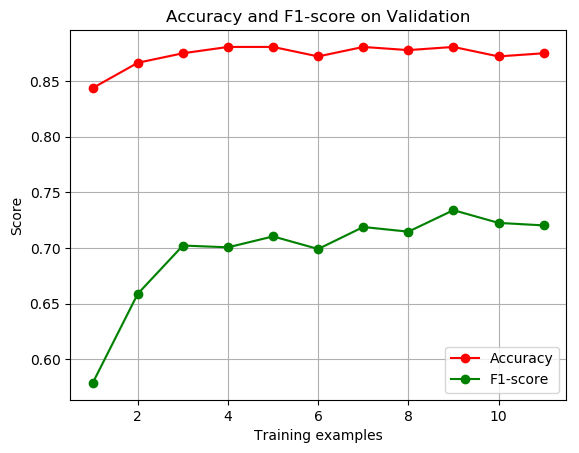 Accuracy and F1-score on Validation
0.85
0.80
0.75
0.70
0.65
0.60
Score
2 4 6 8 10
Training examples
Accuracy
F1-score